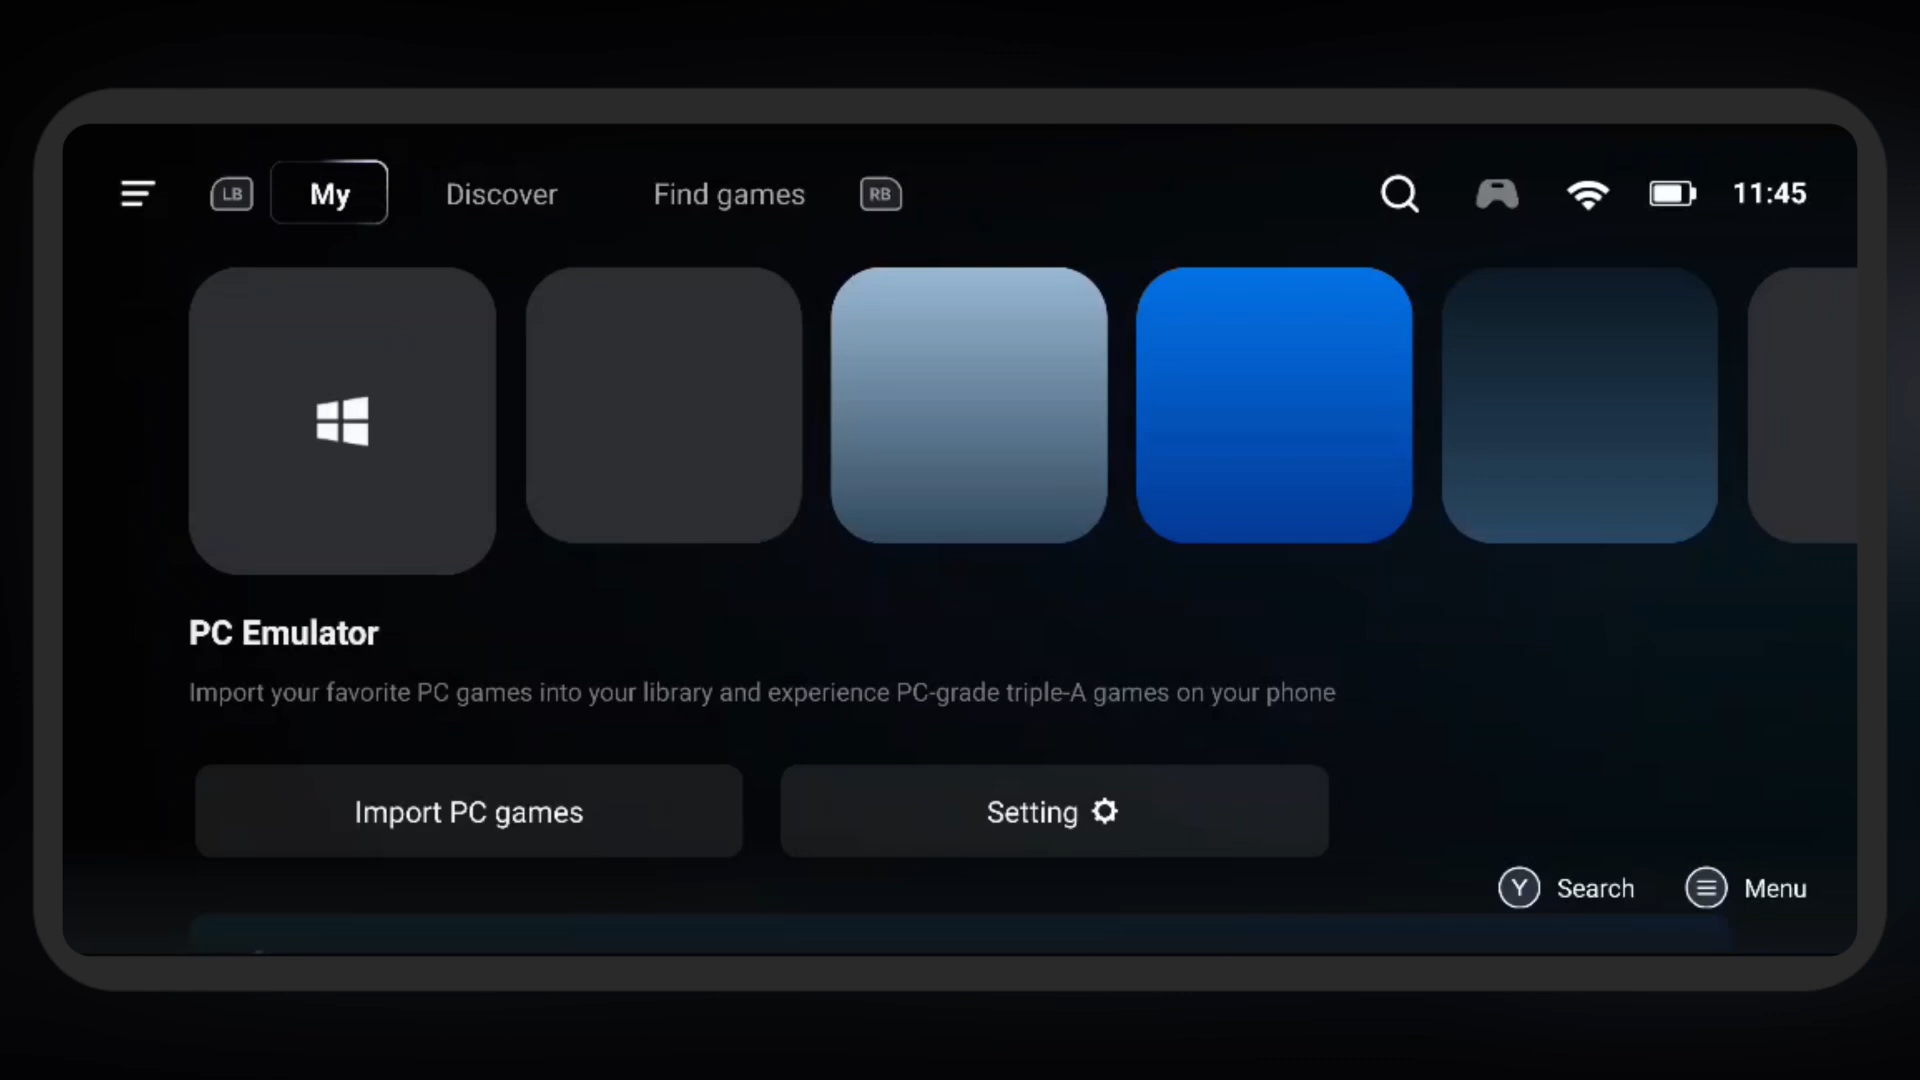 LB My Discover Find games RB 11:45
PC Emulator
Import your favorite PC games into your library and experience PC-grade triple-A games on your phone
Import PC games Setting
Y Search Menu